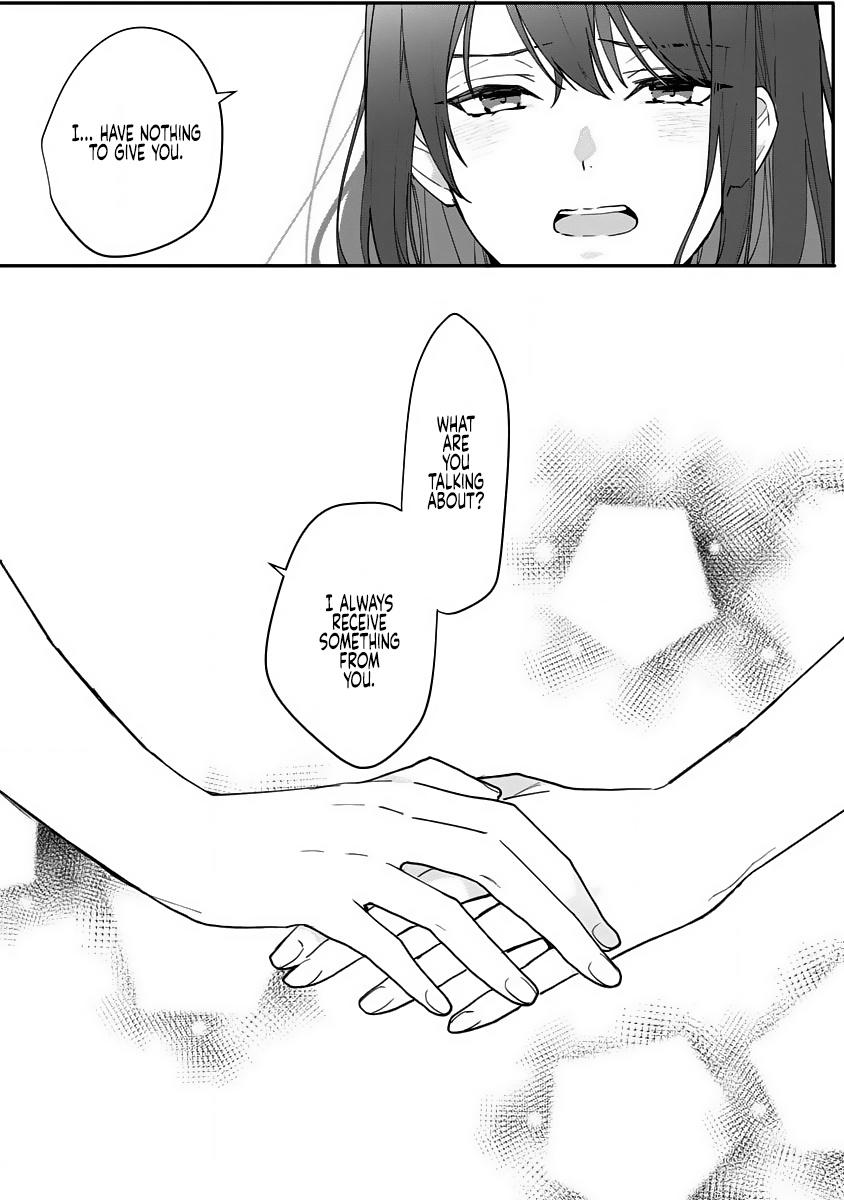 I... HAVE NOTHING
TO GIVE YOU.
WHAT
ARE
YOU
TALKING
ABOUT?
I ALWAYS
RECEIVE
SOMETHING
FROM
YOU.